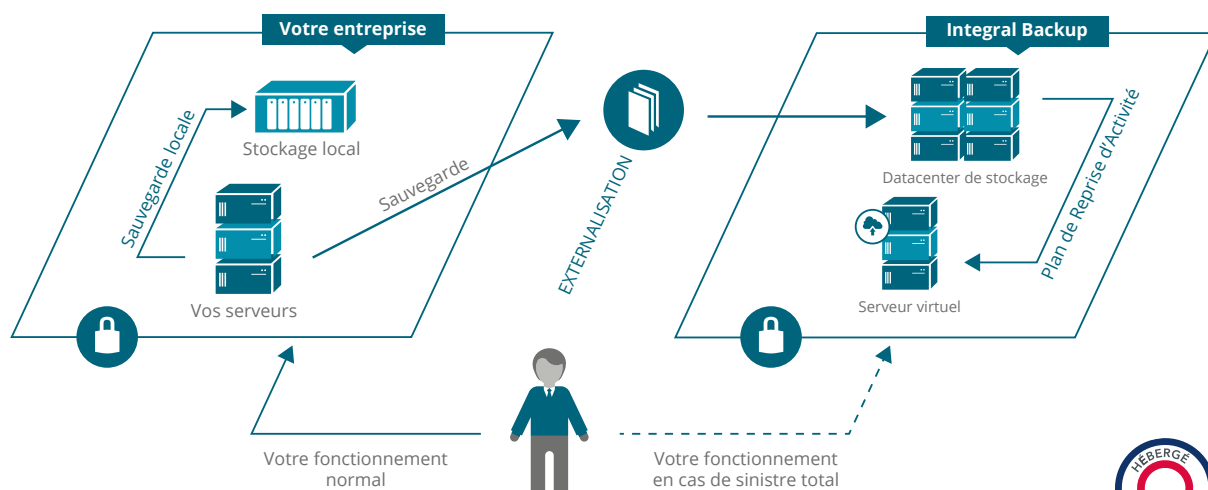 Votre entreprise
Sauvegarde locale
Stockage local
Vos serveurs
Sauvegarde
EXTERNALISATION
Integral Backup
Datacenter de stockage
Plan de Reprise d'Activité
Serveur virtuel
Votre fonctionnement
normal
Votre fonctionnement
en cas de sinistre total
HÉBERGÉ